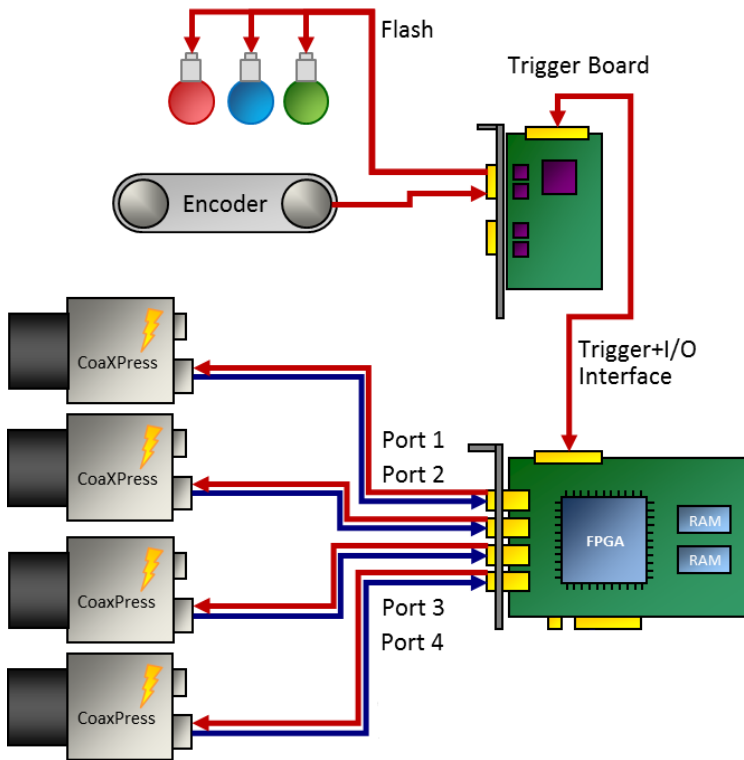 Flash
Trigger Board
Encoder
Trigger+I/O
Interface
CoaXPress
Port 1
CoaXPress
Port 2
RAM
FPGA
RAM
CoaxPress
Port 3
Port 4
CoaxPress